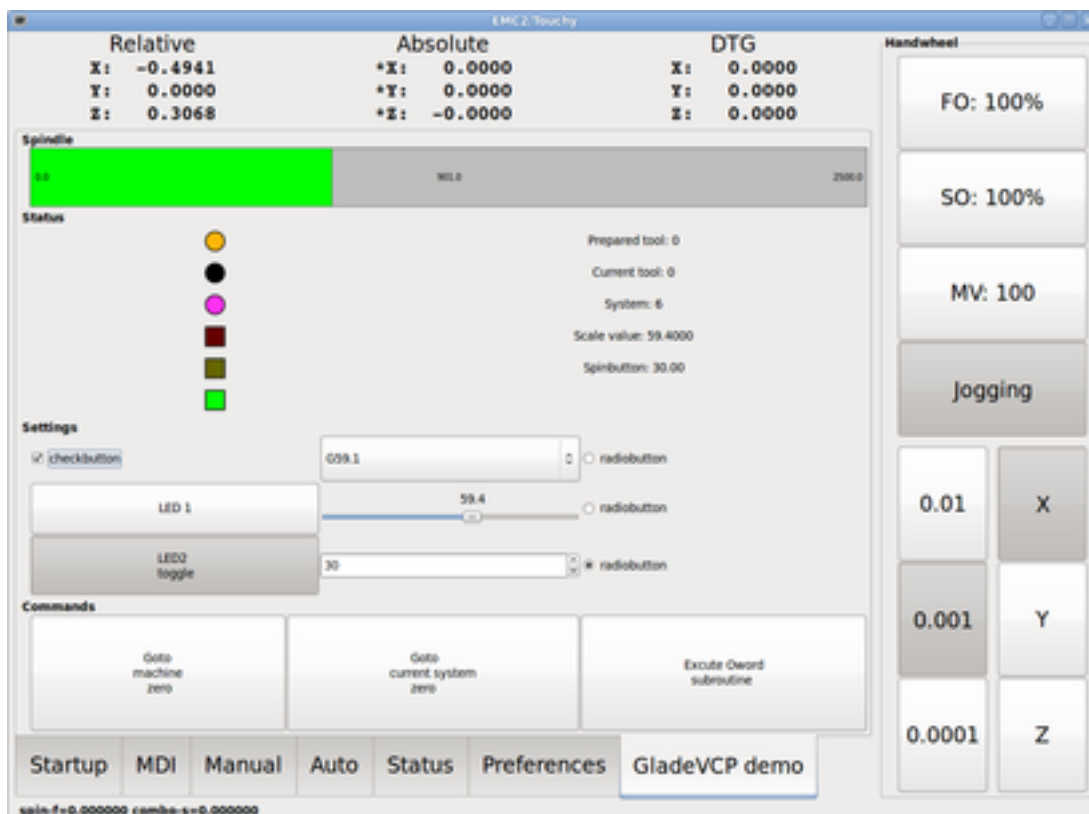 EMC2/Touchy
Relative Absolute DTG
X: -0.4941 *X: 0.0000 X: 0.0000
Y: 0.0000 *Y: 0.0000 Y: 0.0000
Z: 0.3068 *Z: -0.0000 Z: 0.0000
Spindle
0.0 901.0 2500.0
Status
Prepared tool: 0
Current tool: 0
System: 6
Scale value: 59.4000
Spinbutton: 30.00
Settings
checkbutton G59.1 radiobutton
LED 1 59.4 radiobutton
LED2
toggle
30 radiobutton
Commands
Goto
machine
zero
Goto
current system
zero
Excute Oword
subroutine
Startup MDI Manual Auto Status Preferences GladeVCP demo
spin-f=0.000000 combo-s=0.000000
Handwheel
FO: 100%
SO: 100%
MV: 100
Jogging
0.01 X
0.001 Y
0.0001 Z